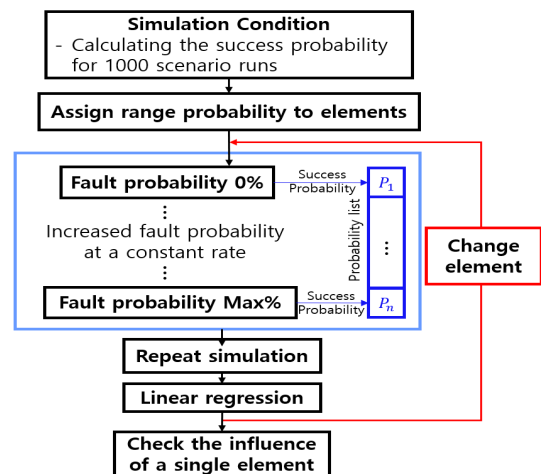 Simulation Condition
- Calculating the success probability
for 1000 scenario runs
Assign range probability to elements
Fault probability 0%
Success
Probability
P1
⋮
Increased fault probability
at a constant rate
⋮
Probability list
⋮
Change
element
Fault probability Max%
Success
Probability
Pn
Repeat simulation
Linear regression
Check the influence
of a single element